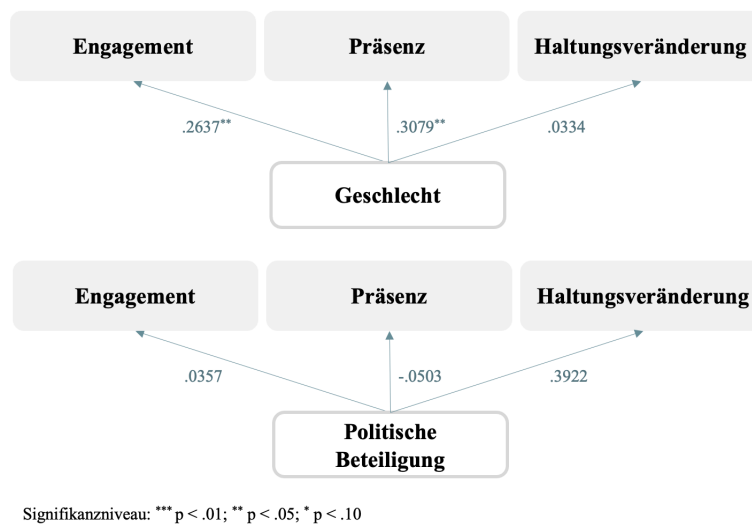 Engagement Präsenz Haltungsveränderung
.2637** .3079** .0334
Geschlecht
Engagement Präsenz Haltungsveränderung
.0357 -.0503 .3922
Politische
Beteiligung
Signifikanzniveau: *** p < .01; ** p < .05; * p < .10